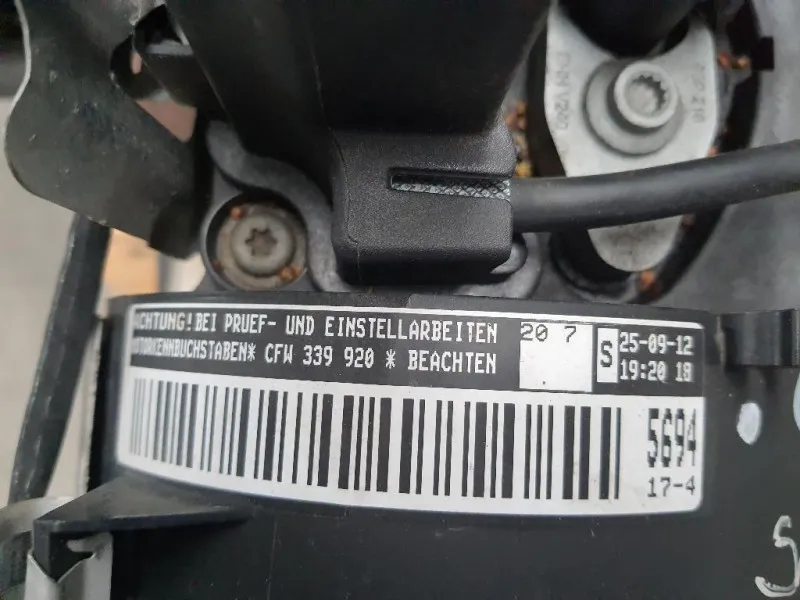 ACHTUNG! BEI PRUEF- UND EINSTELLARBEITEN
MOTORKENNBUCHSTABEN* CFW 339 920 * BEACHTEN
20 7
S
25-09-12
19:20 18
5694
17-4